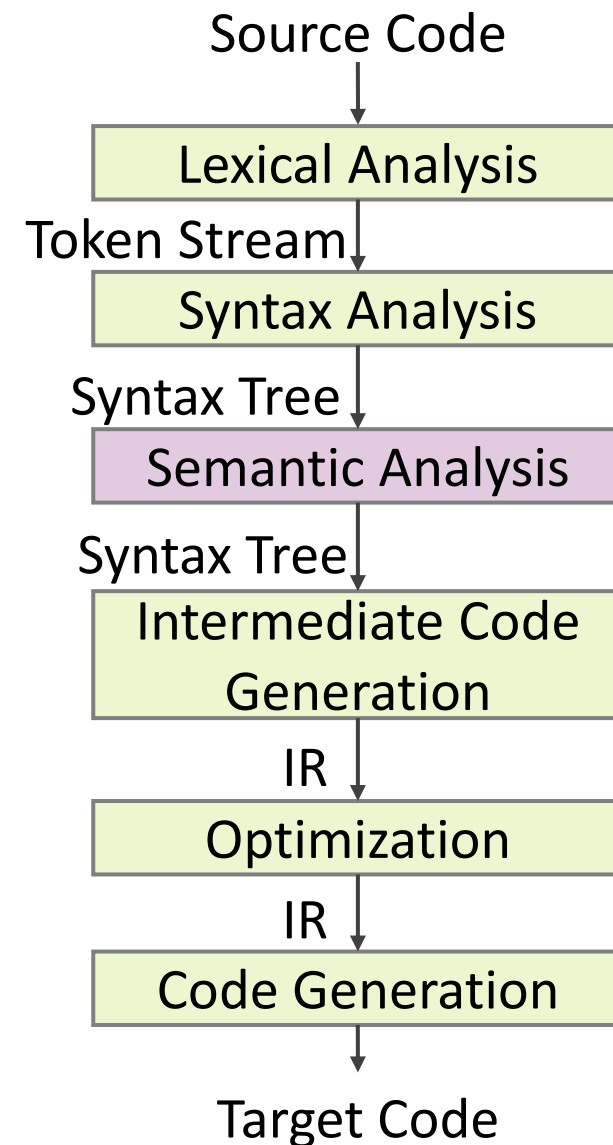 Source Code
Lexical Analysis
Token Stream
Syntax Analysis
Syntax Tree
Semantic Analysis
Syntax Tree
Intermediate Code
Generation
IR
Optimization
IR
Code Generation
Target Code